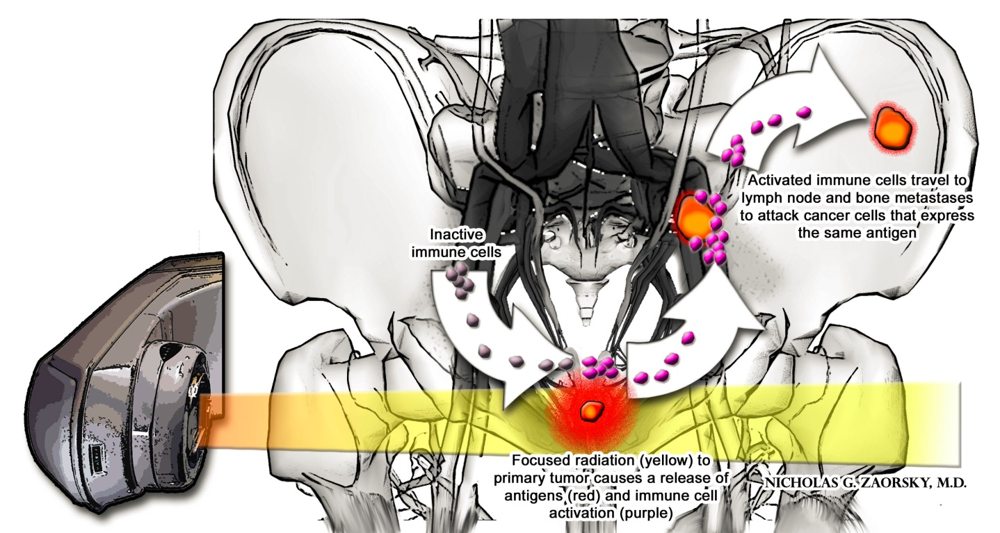 Inactive
immune cells
Activated immune cells travel to
lymph node and bone metastases
to attack cancer cells that express
the same antigen
Focused radiation (yellow) to
primary tumor causes a release of
antigens (red) and immune cell
activation (purple)
NICHOLAS G. ZAORSKY, M.D.